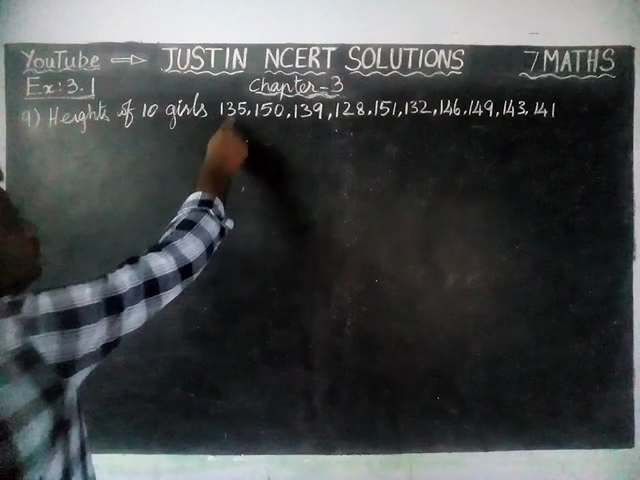 YouTube ⇒ JUSTIN NCERT SOLUTIONS 7 MATHS
Ex: 3.1 Chapter-3
9) Heights of 10 girls 135, 150, 139, 128, 151, 132, 146, 149, 143, 141